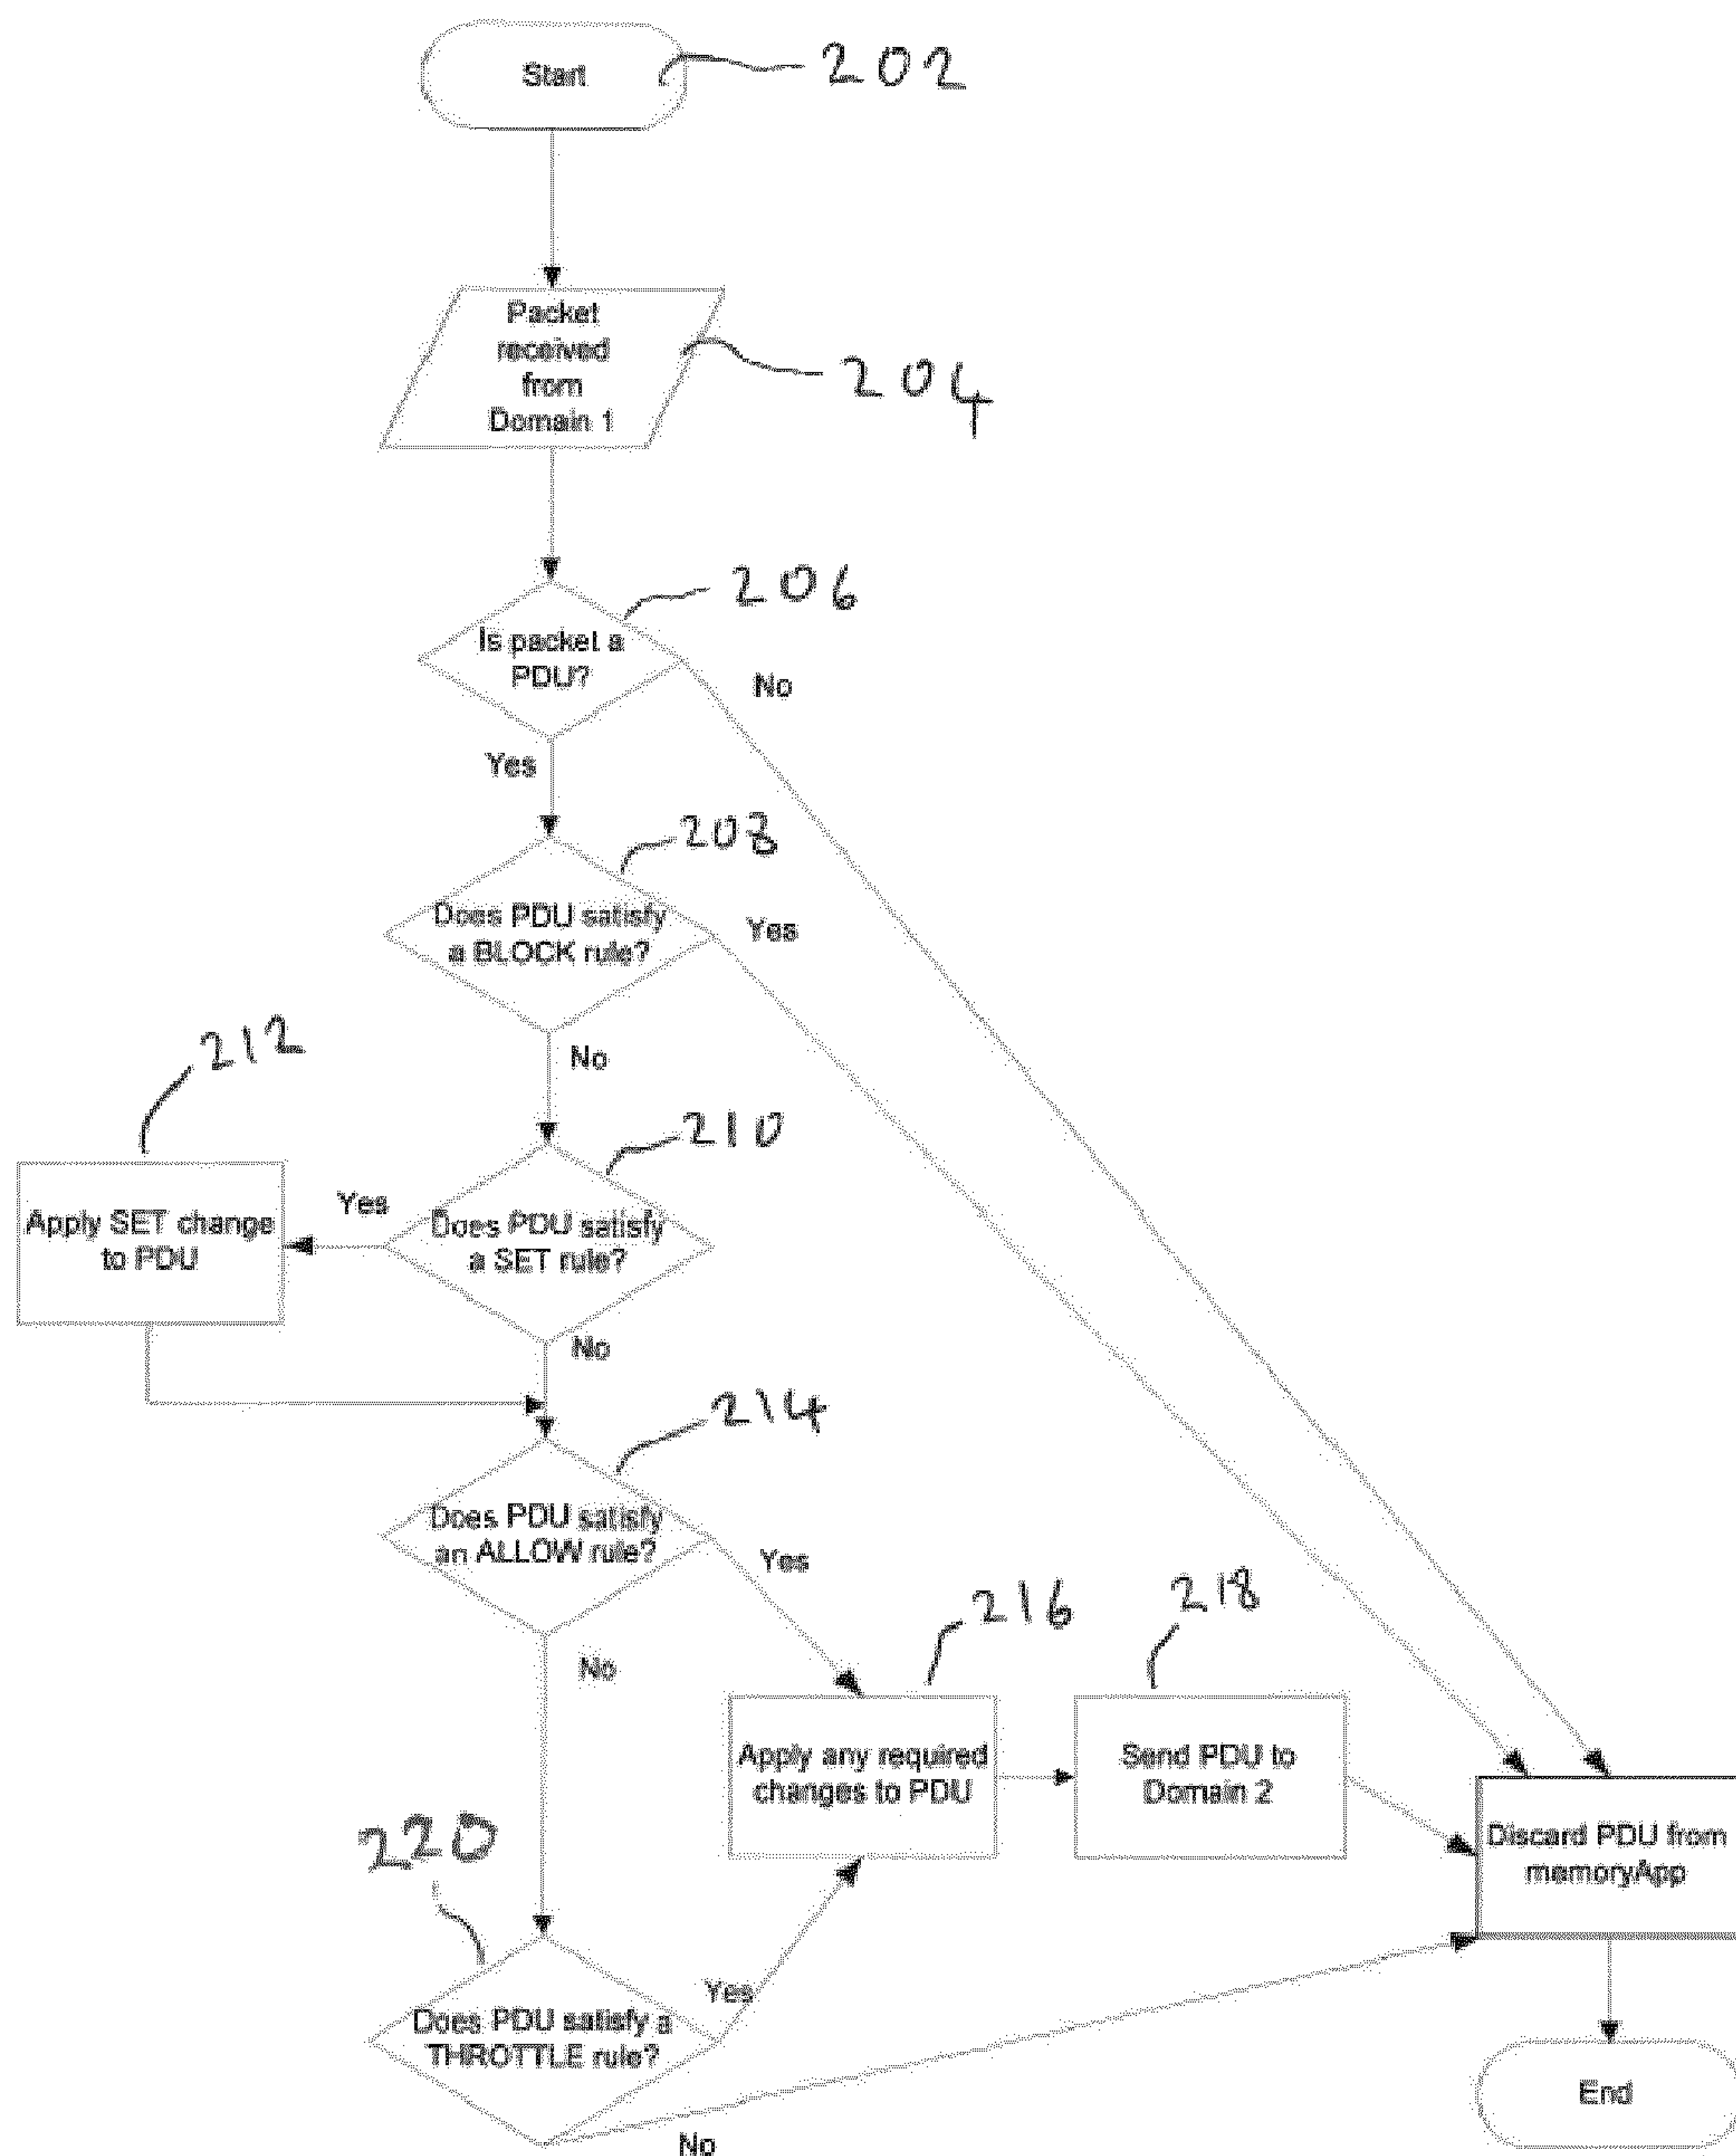 Start
202
Packet
received
from
Domain 1
204
Is packet a
PDU?
206
No
Yes
208
Does PDU satisfy
a BLOCK rule?
Yes
No
212
210
Apply SET change
to PDU
Yes
Does PDU satisfy
a SET rule?
No
214
Does PDU satisfy
an ALLOW rule?
Yes
No
216
218
Apply any required
changes to PDU
Send PDU to
Domain 2
Discard PDU from
memoryApp
220
Does PDU satisfy a
THROTTLE rule?
Yes
No
End